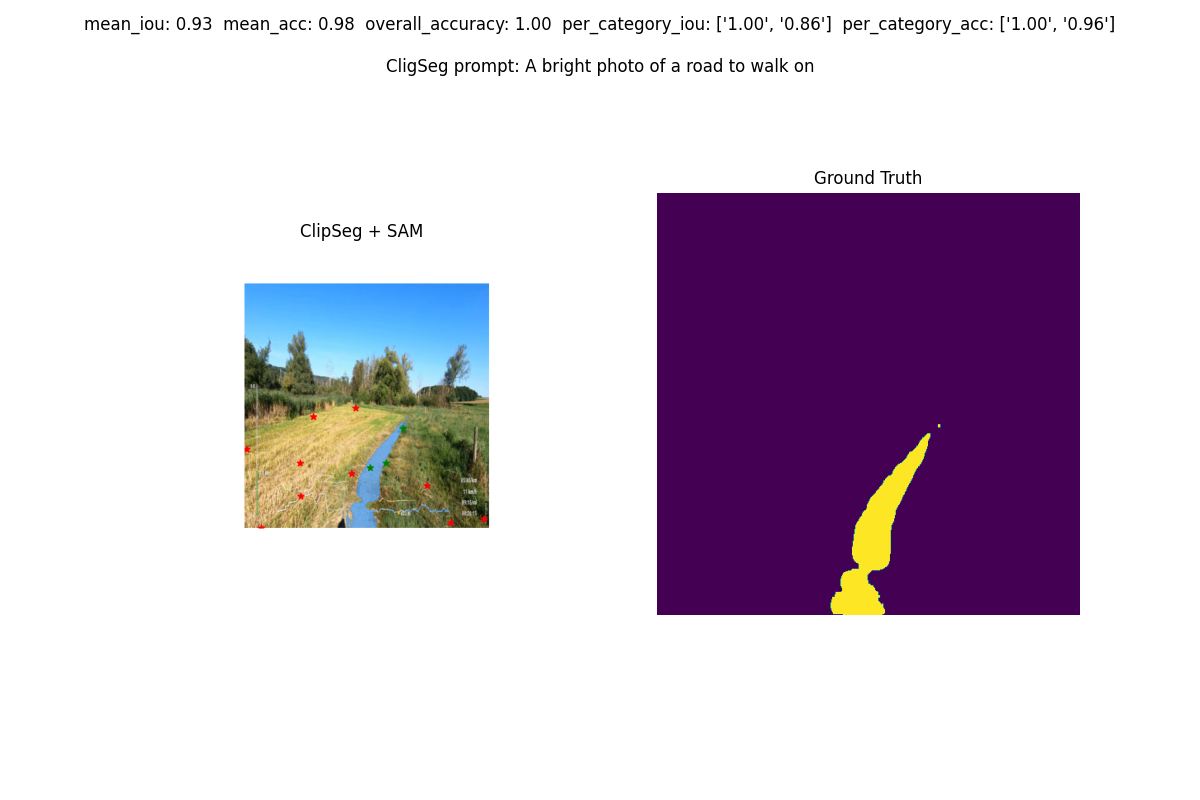 mean_iou: 0.93 mean_acc: 0.98 overall_accuracy: 1.00 per_category_iou: ['1.00', '0.86'] per_category_acc: ['1.00', '0.96']
CligSeg prompt: A bright photo of a road to walk on
Ground Truth
ClipSeg + SAM